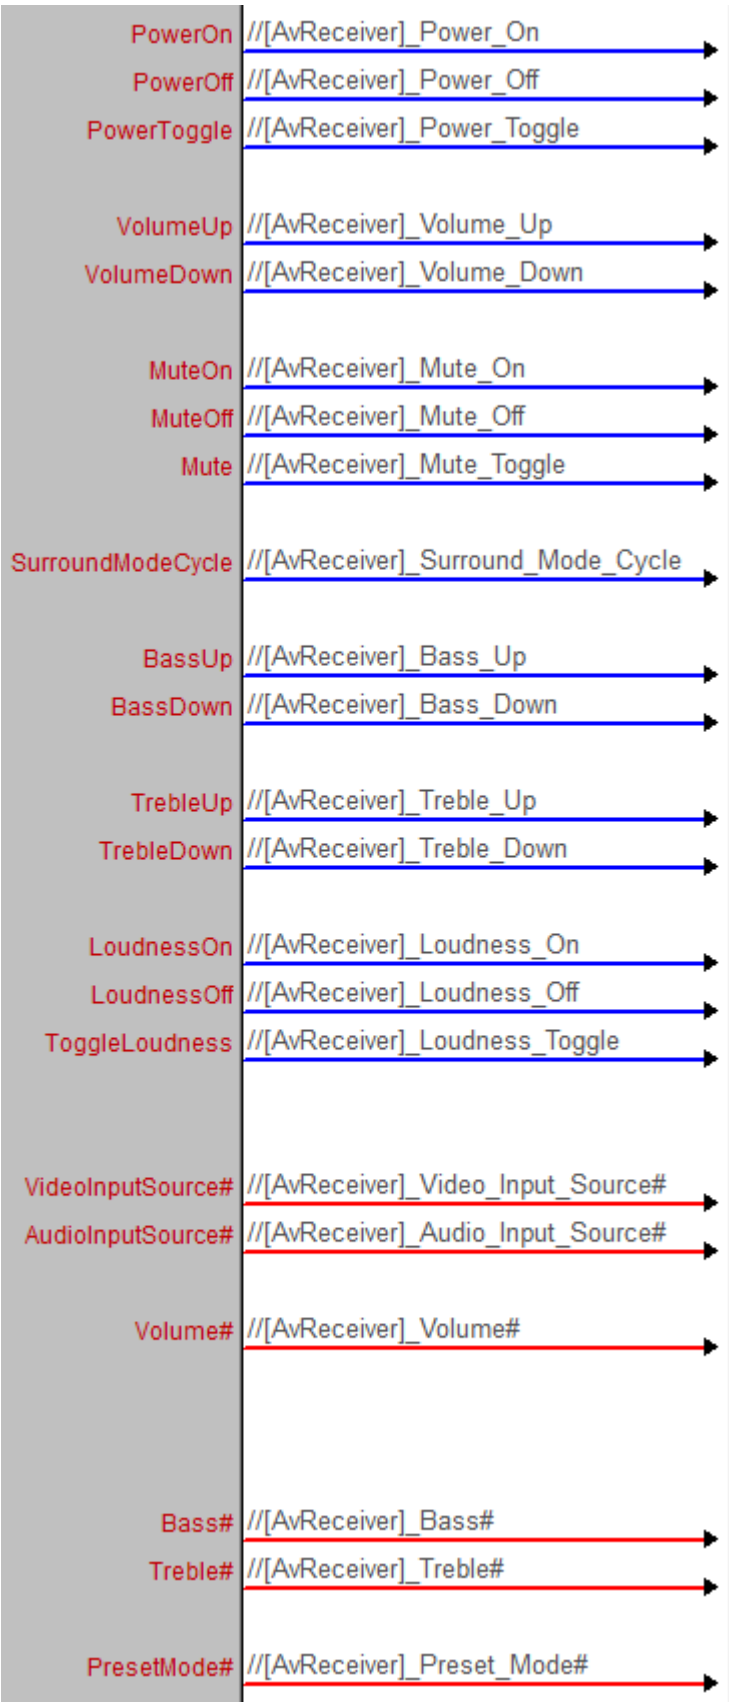 PowerOn //[AvReceiver]_Power_On
PowerOff //[AvReceiver]_Power_Off
PowerToggle //[AvReceiver]_Power_Toggle
VolumeUp //[AvReceiver]_Volume_Up
VolumeDown //[AvReceiver]_Volume_Down
MuteOn //[AvReceiver]_Mute_On
MuteOff //[AvReceiver]_Mute_Off
Mute //[AvReceiver]_Mute_Toggle
SurroundModeCycle //[AvReceiver]_Surround_Mode_Cycle
BassUp //[AvReceiver]_Bass_Up
BassDown //[AvReceiver]_Bass_Down
TrebleUp //[AvReceiver]_Treble_Up
TrebleDown //[AvReceiver]_Treble_Down
LoudnessOn //[AvReceiver]_Loudness_On
LoudnessOff //[AvReceiver]_Loudness_Off
ToggleLoudness //[AvReceiver]_Loudness_Toggle
VideoInputSource# //[AvReceiver]_Video_Input_Source#
AudioInputSource# //[AvReceiver]_Audio_Input_Source#
Volume# //[AvReceiver]_Volume#
Bass# //[AvReceiver]_Bass#
Treble# //[AvReceiver]_Treble#
PresetMode# //[AvReceiver]_Preset_Mode#